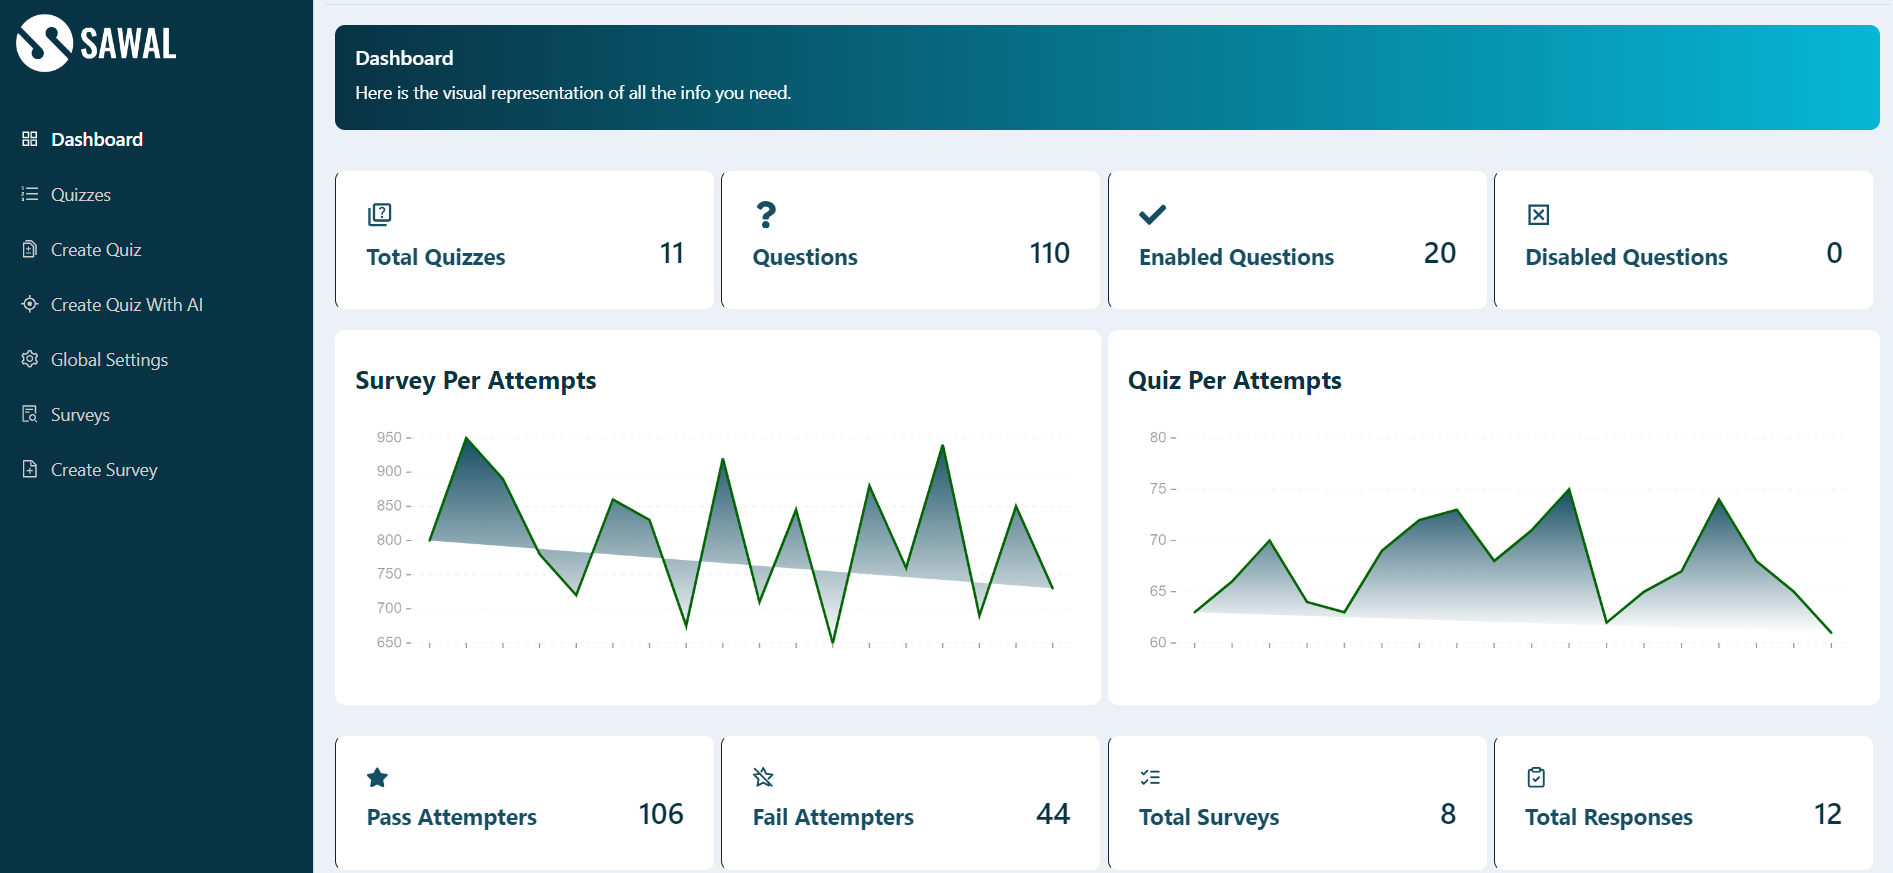 SAWAL
Dashboard
Quizzes
Create Quiz
Create Quiz With AI
Global Settings
Surveys
Create Survey
Dashboard
Here is the visual representation of all the info you need.
Total Quizzes 11
Questions 110
Enabled Questions 20
Disabled Questions 0
Survey Per Attempts
950
900
850
800
750
700
650
Quiz Per Attempts
80
75
70
65
60
Pass Attempters 106
Fail Attempters 44
Total Surveys 8
Total Responses 12